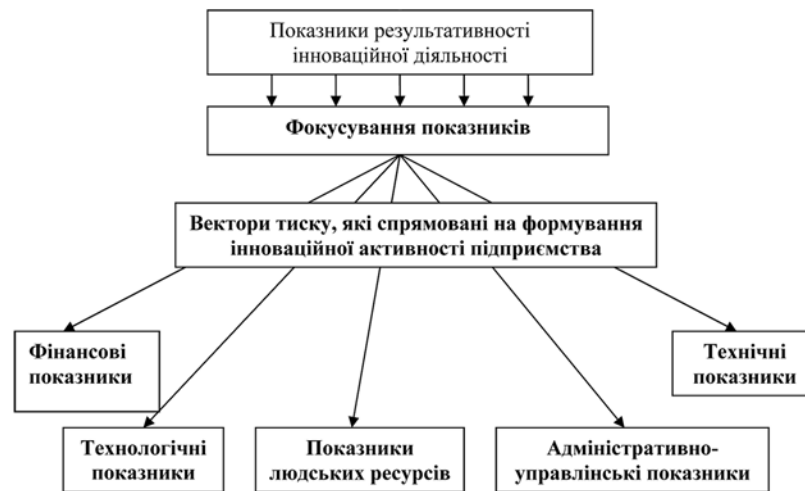 Показники результативності
інноваційної діяльності
Фокусування показників
Вектори тиску, які спрямовані на формування
інноваційної активності підприємства
Фінансові
показники
Технічні
показники
Технологічні
показники
Показники
людських ресурсів
Адміністративно-
управлінські показники